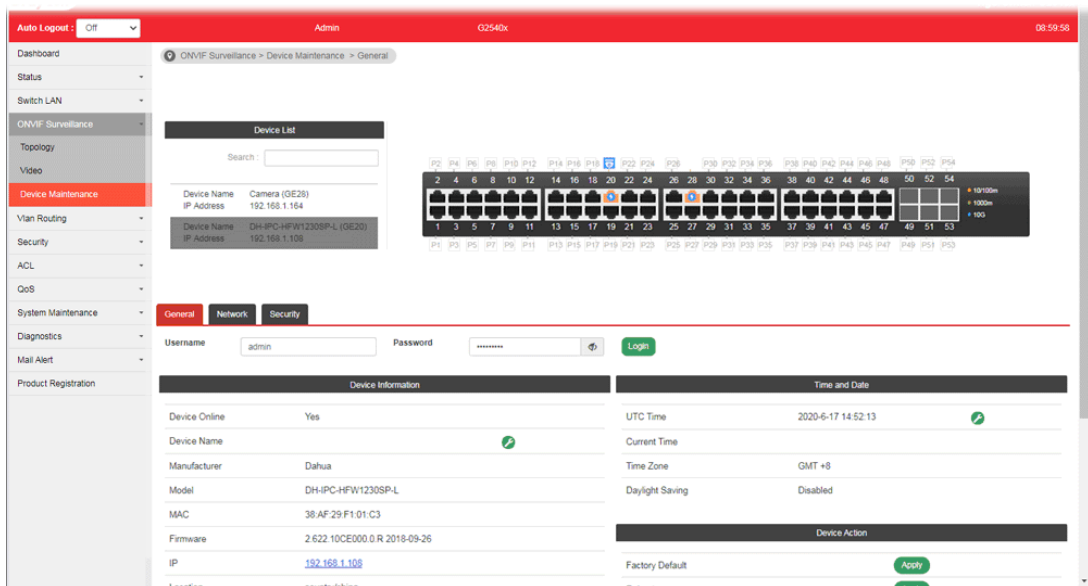 Auto Logout : Off Admin G2540x 08:59:58
Dashboard
Status
Switch LAN
ONVIF Surveillance
Topology
Video
Device Maintenance
Vlan Routing
Security
ACL
QoS
System Maintenance
Diagnostics
Mail Alert
Product Registration
ONVIF Surveillance > Device Maintenance > General
Device List
Search :
Device Name Camera (GE28)
IP Address 192.168.1.164
Device Name DH-IPC-HFW1230SP-L (GE20)
IP Address 192.168.1.108
P2 P4 P6 P8 P10 P12 P14 P16 P18 P22 P24 P26 P30 P32 P34 P36 P38 P40 P42 P44 P46 P48 P50 P52 P54
2 4 6 8 10 12 14 16 18 20 22 24 26 28 30 32 34 36 38 40 42 44 46 48 50 52 54
10/100m
1000m
10G
1 3 5 7 9 11 13 15 17 19 21 23 25 27 29 31 33 35 37 39 41 43 45 47 49 51 53
P1 P3 P5 P7 P9 P11 P13 P15 P17 P19 P21 P23 P25 P27 P29 P31 P33 P35 P37 P39 P41 P43 P45 P47 P49 P51 P53
General Network Security
Username admin Password Login
Device Information
Device Online Yes
Device Name
Manufacturer Dahua
Model DH-IPC-HFW1230SP-L
MAC 38:AF:29:F1:01:C3
Firmware 2.622.10CE000.0.R 2018-09-26
IP 192.168.1.108
Time and Date
UTC Time 2020-6-17 14:52:13
Current Time
Time Zone GMT +8
Daylight Saving Disabled
Device Action
Factory Default Apply